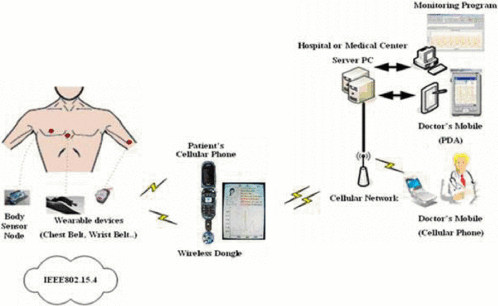 Monitoring Program
Hospital or Medical Center
Server PC
Doctor's Mobile
(PDA)
Patient's
Cellular Phone
Body
Sensor
Node
Wearable devices
(Chest Belt, Wrist Belt..)
Cellular Network
Doctor's Mobile
(Cellular Phone)
Wireless Dongle
IEEE802.15.4